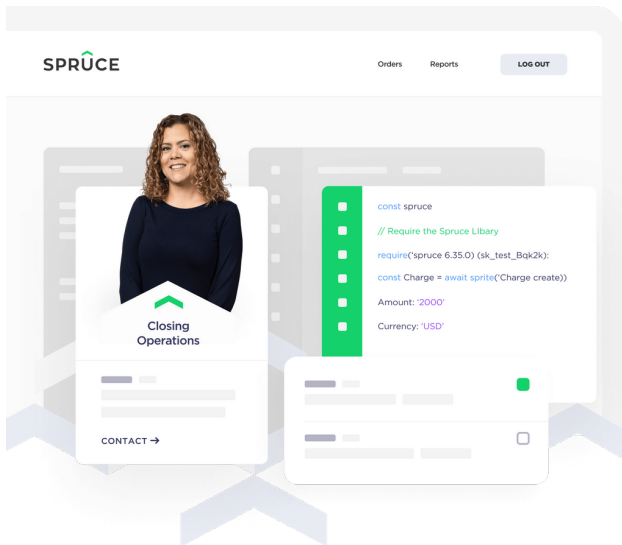 SPRUCE
Orders
Reports
LOG OUT
const spruce
// Require the Spruce LIbary
require('spruce 6.35.0) (sk_test_Bqk2k):
const Charge = await sprite('Charge create))
Amount: '2000'
Currency: 'USD'
Closing
Operations
CONTACT →